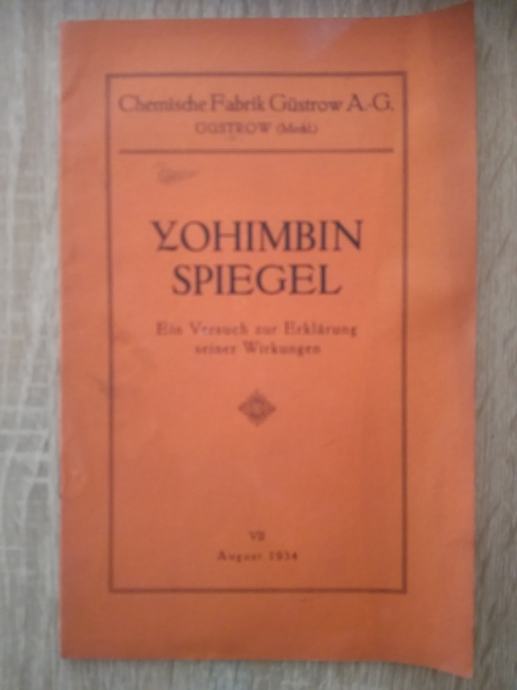 Chemische Fabrik Güstrow A.-G.
GÜSTROW (Meckl.)
YOHIMBIN
SPIEGEL
Ein Versuch zur Erklärung
seiner Wirkungen
VII
August 1934